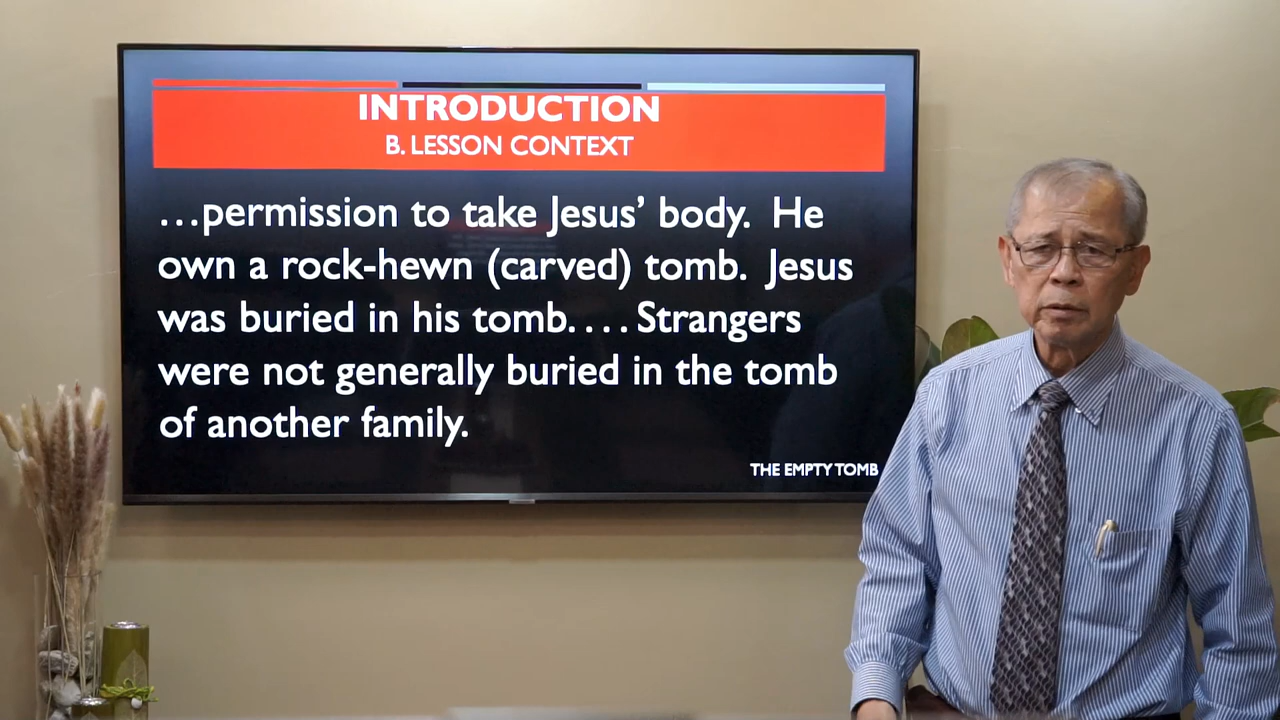 INTRODUCTION
B. LESSON CONTEXT
…permission to take Jesus’ body. He
own a rock-hewn (carved) tomb. Jesus
was buried in his tomb…. Strangers
were not generally buried in the tomb
of another family.
THE EMPTY TOMB